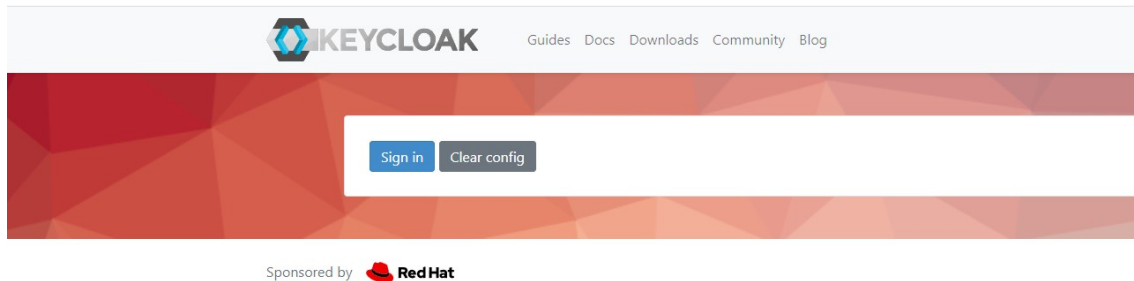 KEYCLOAK Guides Docs Downloads Community Blog
Sign in Clear config
Sponsored by Red Hat